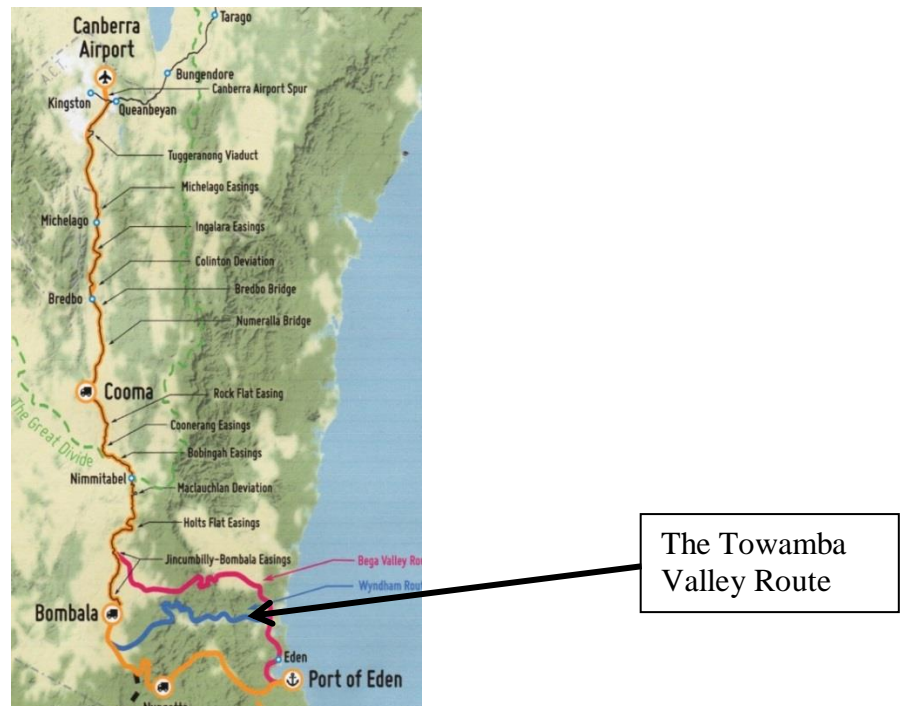 Tarago
Canberra
Airport
A.C.T.
Bungendore
Canberra Airport Spur
Kingston
Queanbeyan
Tuggeranong Viaduct
Michelago Easings
Michelago
Ingalara Easings
Colinton Deviation
Bredbo
Bredbo Bridge
Numeralla Bridge
Cooma
Rock Flat Easing
The Great Divide
Coonerang Easings
Bobingah Easings
Nimmitabel
Maclauchlan Deviation
Holts Flat Easings
The Towamba
Valley Route
Jincumbilly-Bombala Easings
Bega Valley Rou
Wyndham Rout
Bombala
Eden
Port of Eden